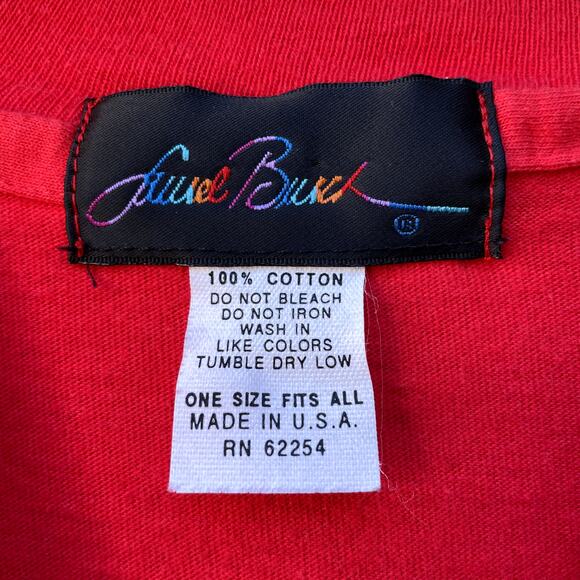 Laurel Burch ®
100% COTTON
DO NOT BLEACH
DO NOT IRON
WASH IN
LIKE COLORS
TUMBLE DRY LOW
ONE SIZE FITS ALL
MADE IN U.S.A.
RN 62254